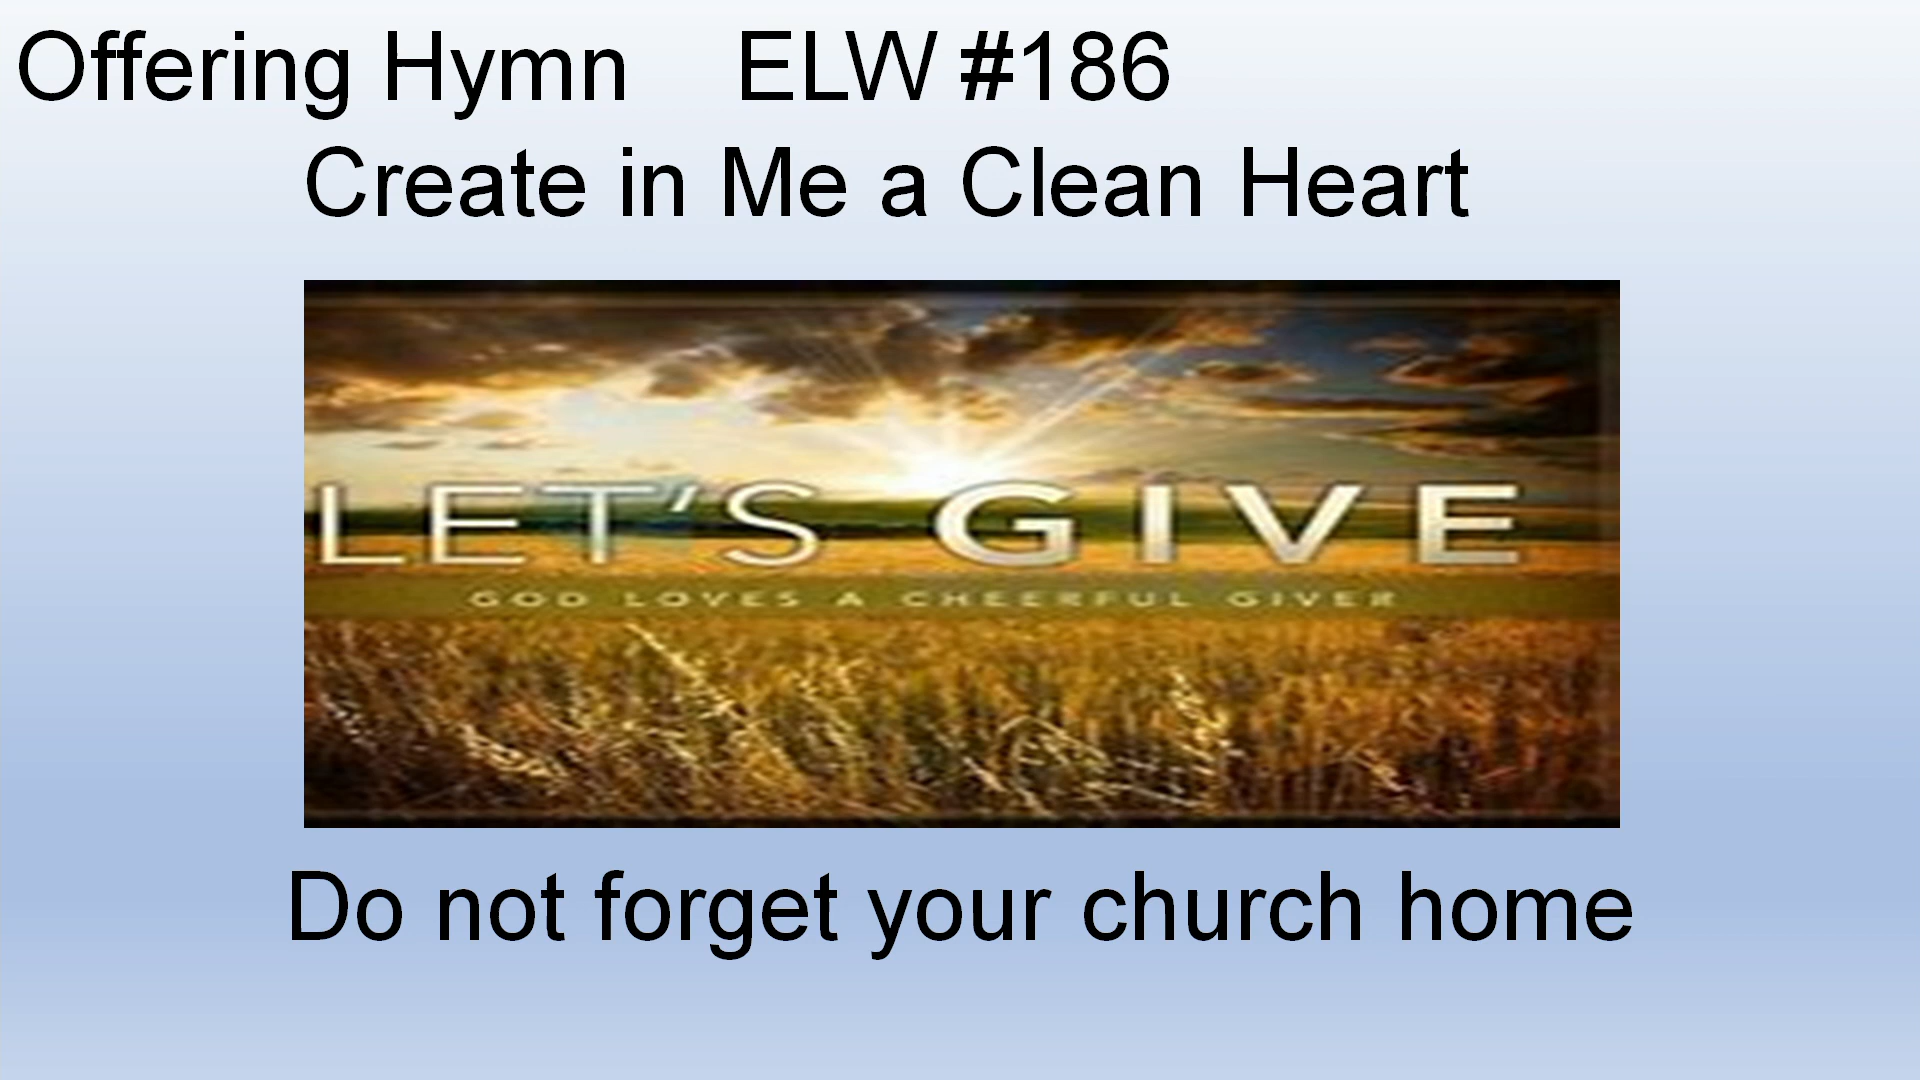 Offering Hymn    ELW #186
Create in Me a Clean Heart
LET'S GIVE
GOD LOVES A CHEERFUL GIVER
Do not forget your church home